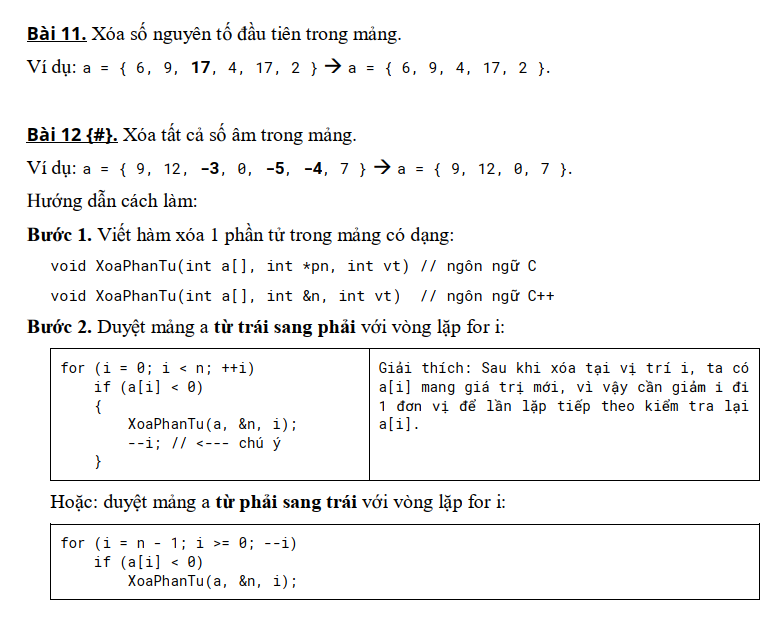 Bài 11. Xóa số nguyên tố đầu tiên trong mảng.
Ví dụ: a = { 6, 9, 17, 4, 17, 2 } → a = { 6, 9, 4, 17, 2 }.
Bài 12 {#}. Xóa tất cả số âm trong mảng.
Ví dụ: a = { 9, 12, -3, 0, -5, -4, 7 } → a = { 9, 12, 0, 7 }.
Hướng dẫn cách làm:
Bước 1. Viết hàm xóa 1 phần tử trong mảng có dạng:
void XoaPhanTu(int a[], int *pn, int vt) // ngôn ngữ C
void XoaPhanTu(int a[], int &n, int vt)  // ngôn ngữ C++
Bước 2. Duyệt mảng a từ trái sang phải với vòng lặp for i:
for (i = 0; i < n; ++i)
    if (a[i] < 0)
    {
        XoaPhanTu(a, &n, i);
        --i; // <--- chú ý
    }
Giải thích: Sau khi xóa tại vị trí i, ta có
a[i] mang giá trị mới, vì vậy cần giảm i đi
1 đơn vị để lần lặp tiếp theo kiểm tra lại
a[i].
Hoặc: duyệt mảng a từ phải sang trái với vòng lặp for i:
for (i = n - 1; i >= 0; --i)
    if (a[i] < 0)
        XoaPhanTu(a, &n, i);